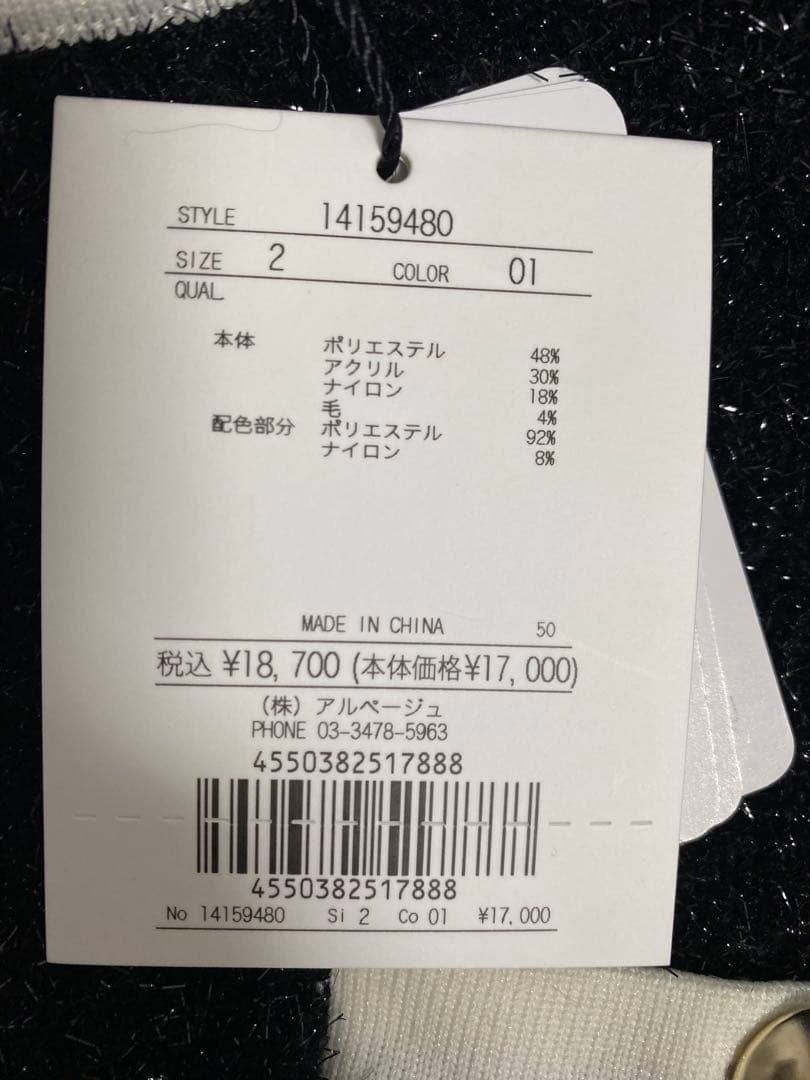 STYLE 14159480
SIZE 2 COLOR 01
QUAL
本体 ポリエステル 48%
アクリル 30%
ナイロン 18%
毛 4%
配色部分 ポリエステル 92%
ナイロン 8%
MADE IN CHINA 50
税込 ¥18,700 (本体価格¥17,000)
(株) アルページュ
PHONE 03-3478-5963
4550382517888
4550382517888
No 14159480 Si 2 Co 01 ¥17,000